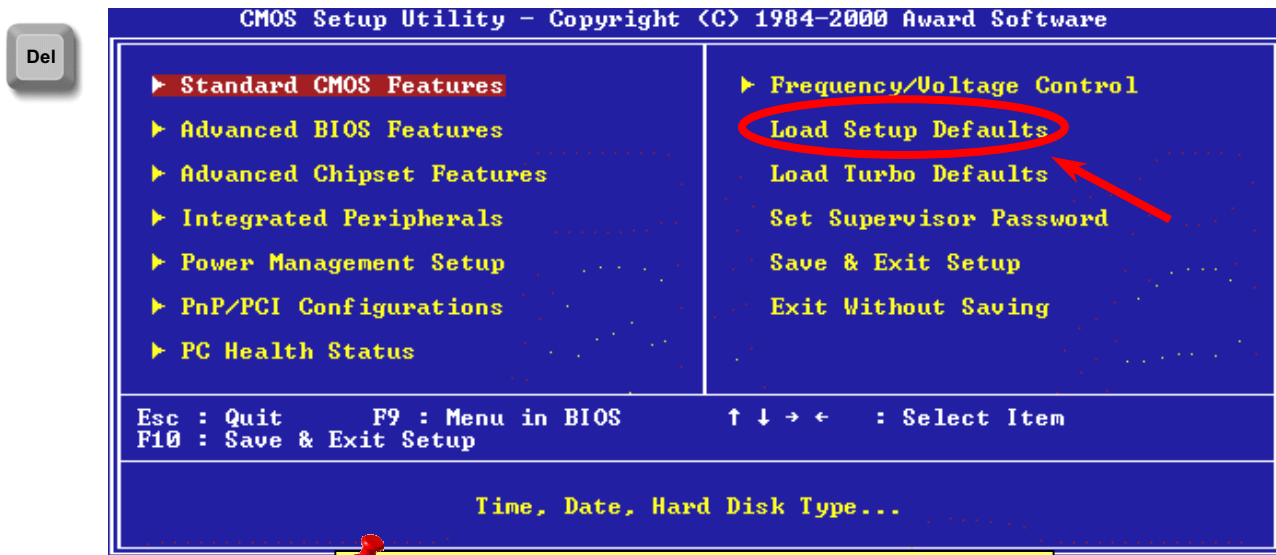 Del
CMOS Setup Utility – Copyright (C) 1984–2000 Award Software
Standard CMOS Features
Advanced BIOS Features
Advanced Chipset Features
Integrated Peripherals
Power Management Setup
PnP/PCI Configurations
PC Health Status
Frequency/Voltage Control
Load Setup Defaults
Load Turbo Defaults
Set Supervisor Password
Save & Exit Setup
Exit Without Saving
Esc : Quit F9 : Menu in BIOS ↑ ↓ → ← : Select Item
F10 : Save & Exit Setup
Time, Date, Hard Disk Type...